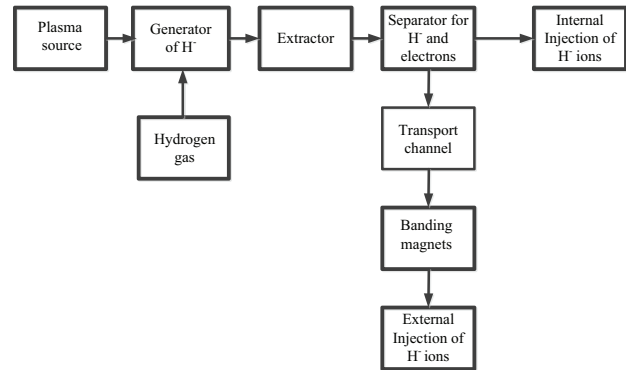 Plasma
source
Generator
of H⁻
Extractor
Separator for
H⁻ and
electrons
Internal
Injection of
H⁻ ions
Hydrogen
gas
Transport
channel
Banding
magnets
External
Injection of
H⁻ ions